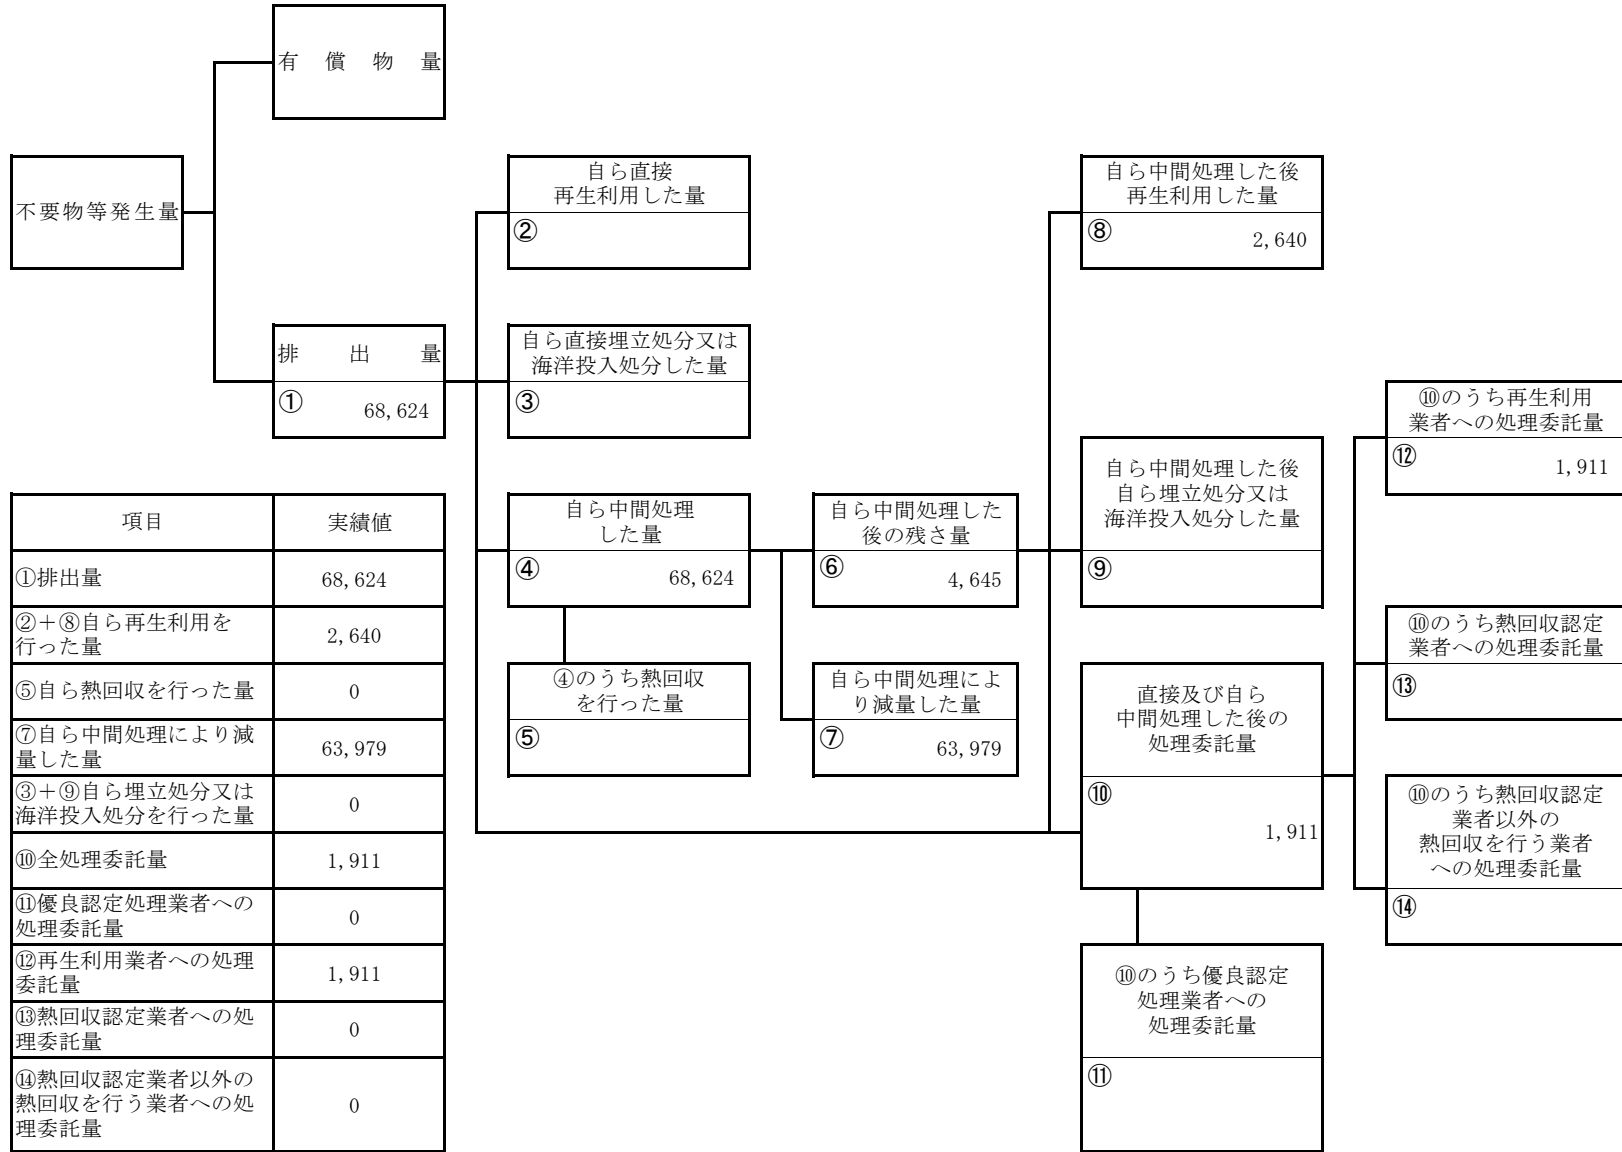 有償物量
不要物等発生量
排出量
①
68,624
自ら直接
再生利用した量
②
自ら直接埋立処分又は
海洋投入処分した量
③
自ら中間処理
した量
④
68,624
④のうち熱回収
を行った量
⑤
自ら中間処理した
後の残さ量
⑥
4,645
自ら中間処理によ
り減量した量
⑦
63,979
自ら中間処理した後
再生利用した量
⑧
2,640
自ら中間処理した後
自ら埋立処分又は
海洋投入処分した量
⑨
直接及び自ら
中間処理した後の
処理委託量
⑩
1,911
⑩のうち優良認定
処理業者への
処理委託量
⑪
⑩のうち再生利用
業者への処理委託量
⑫
1,911
⑩のうち熱回収認定
業者への処理委託量
⑬
⑩のうち熱回収認定
業者以外の
熱回収を行う業者
への処理委託量
⑭
項目 実績値
①排出量 68,624
②+⑧自ら再生利用を
行った量 2,640
⑤自ら熱回収を行った量 0
⑦自ら中間処理により減
量した量 63,979
③+⑨自ら埋立処分又は
海洋投入処分を行った量 0
⑩全処理委託量 1,911
⑪優良認定処理業者への
処理委託量 0
⑫再生利用業者への処理
委託量 1,911
⑬熱回収認定業者への処
理委託量 0
⑭熱回収認定業者以外の
熱回収を行う業者への処
理委託量 0